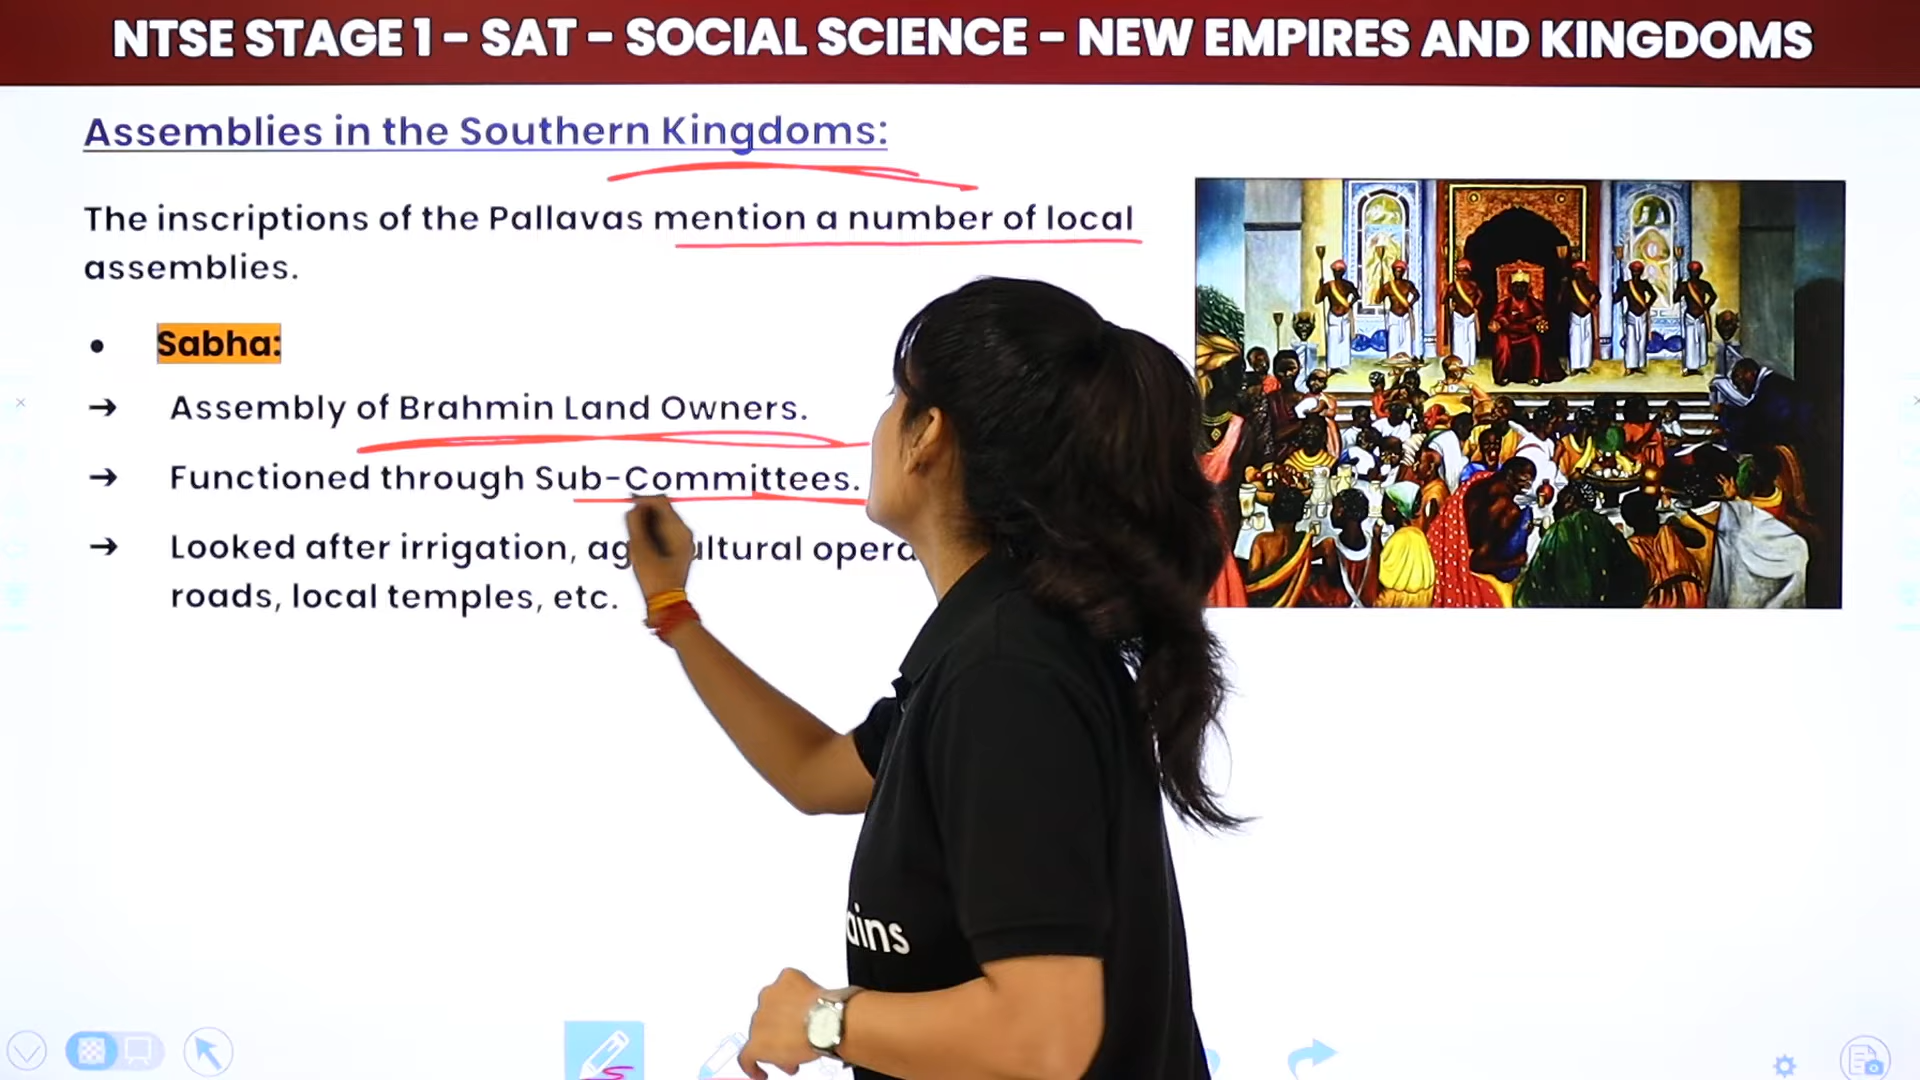 NTSE STAGE 1 - SAT - SOCIAL SCIENCE - NEW EMPIRES AND KINGDOMS
Assemblies in the Southern Kingdoms:
The inscriptions of the Pallavas mention a number of local
assemblies.
• Sabha:
→ Assembly of Brahmin Land Owners.
→ Functioned through Sub-Committees.
→ Looked after irrigation,
roads, local temples, etc.